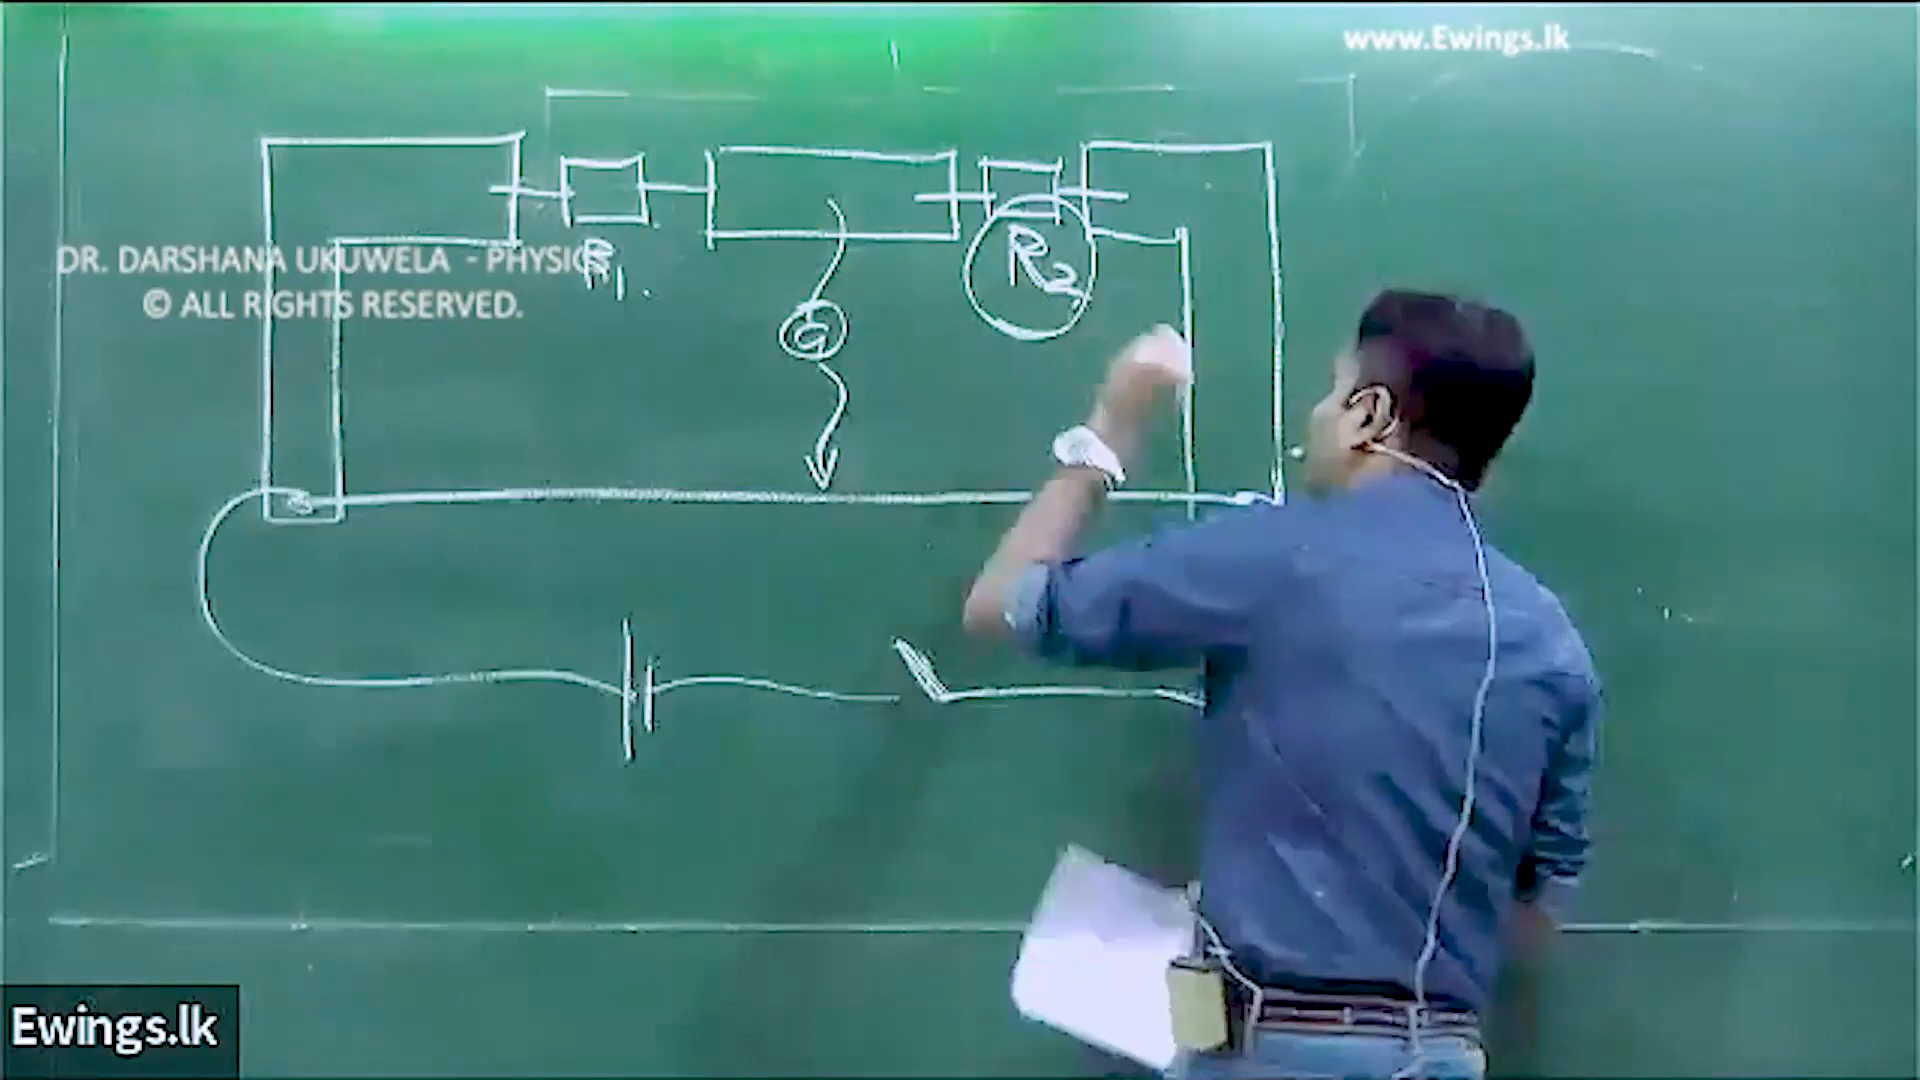 www.Ewings.lk
DR. DARSHANA UKUWELA - PHYSICS
© ALL RIGHTS RESERVED.
R1
R2
G
Ewings.lk